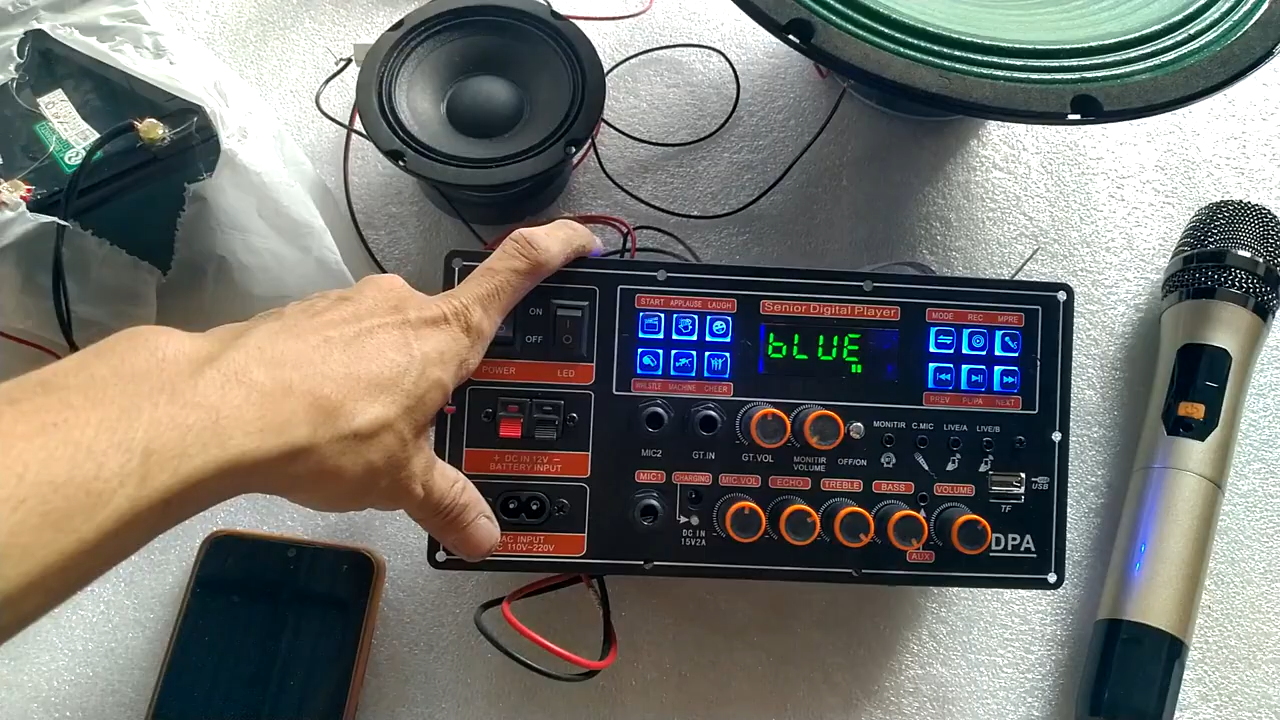 ON
OFF
POWER
LED
+ DC IN 12V -
BATTERY INPUT
AC INPUT
110V-220V
START APPLAUSE LAUGH
WHISTLE MACHINE CHEER
Senior Digital Player
bLUE
MODE REC MPRE
PREV PL/PA NEXT
MIC2
GT.IN
GT.VOL
MONITIR
VOLUME
OFF/ON
MONITIR
C.MIC
LIVE/A
LIVE/B
MIC1
CHARGING
DC IN
15V2A
MIC.VOL
ECHO
TREBLE
BASS
VOLUME
AUX
USB
TF
DPA